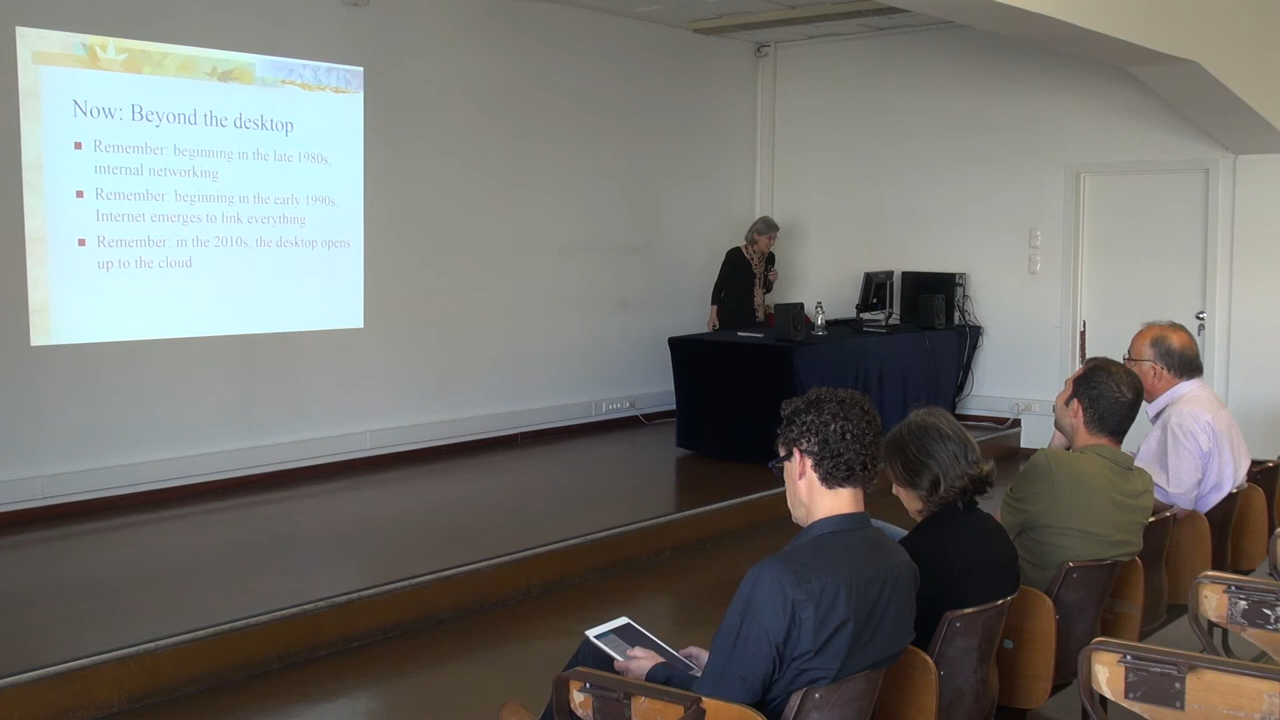 Now: Beyond the desktop
Remember: beginning in the late 1980s,
internal networking
Remember: beginning in the early 1990s,
Internet emerges to link everything
Remember: in the 2010s, the desktop opens
up to the cloud